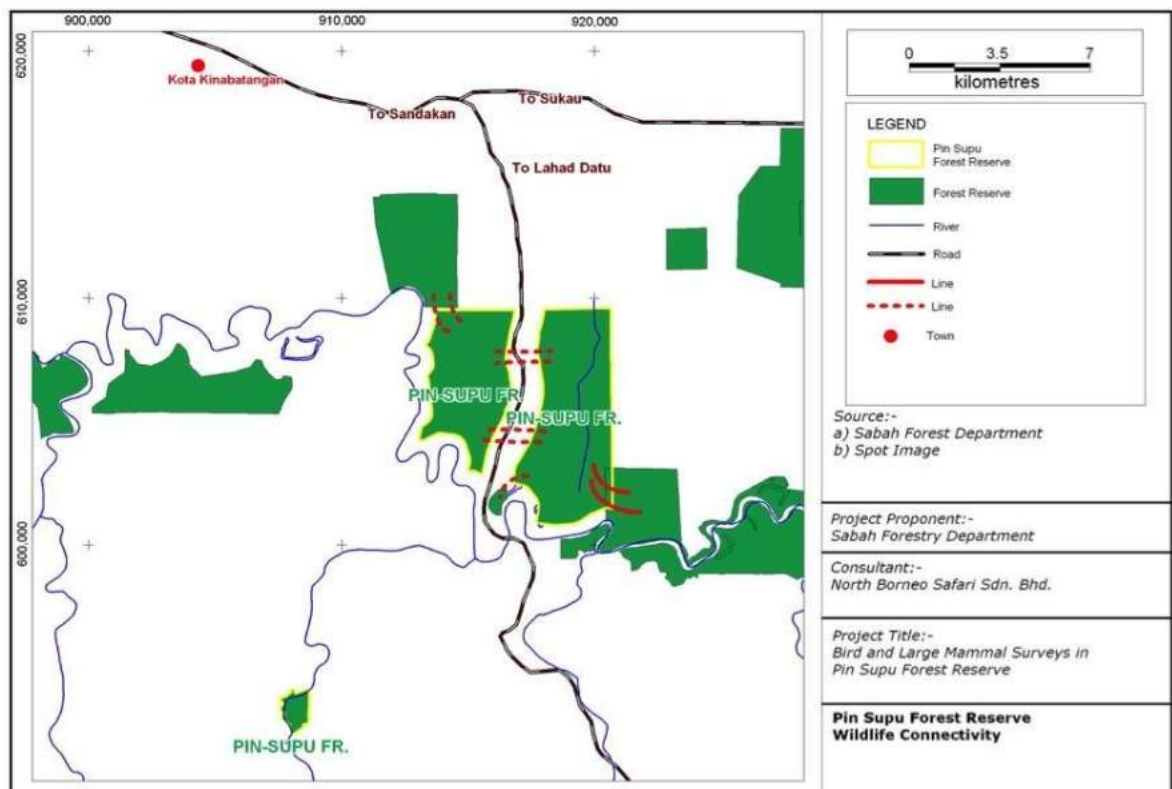 900,000
910,000
920,000
620,000
610,000
600,000
Kota Kinabatangan
To Sandakan
To Sukau
To Lahad Datu
PIN-SUPU FR.
PIN-SUPU FR.
PIN-SUPU FR.
0 3.5 7
kilometres
LEGEND
Pin Supu
Forest Reserve
Forest Reserve
River
Road
Line
Line
Town
Source:-
a) Sabah Forest Department
b) Spot Image
Project Proponent:-
Sabah Forestry Department
Consultant:-
North Borneo Safari Sdn. Bhd.
Project Title:-
Bird and Large Mammal Surveys in
Pin Supu Forest Reserve
Pin Supu Forest Reserve
Wildlife Connectivity